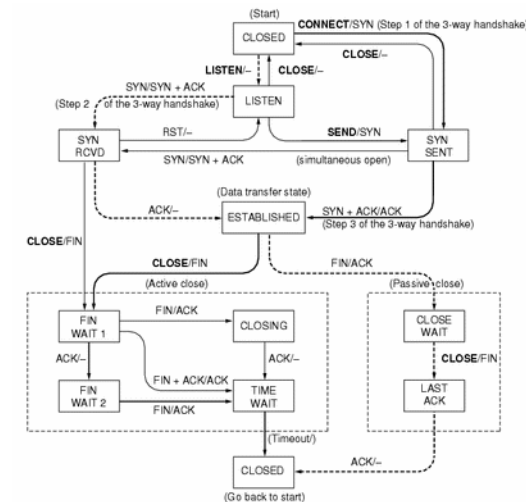 (Start)
CLOSED
CONNECT/SYN (Step 1 of the 3-way handshake)
CLOSE/–
LISTEN/–
CLOSE/–
SYN/SYN + ACK
(Step 2 of the 3-way handshake)
LISTEN
RST/–
SEND/SYN
SYN
RCVD
SYN
SENT
SYN/SYN + ACK
(simultaneous open)
(Data transfer state)
ACK/–
ESTABLISHED
SYN + ACK/ACK
(Step 3 of the 3-way handshake)
CLOSE/FIN
CLOSE/FIN
FIN/ACK
(Active close)
(Passive close)
FIN
WAIT 1
FIN/ACK
CLOSING
CLOSE
WAIT
ACK/–
FIN + ACK/ACK
ACK/–
CLOSE/FIN
FIN
WAIT 2
FIN/ACK
TIME
WAIT
LAST
ACK
(Timeout/)
CLOSED
ACK/–
(Go back to start)